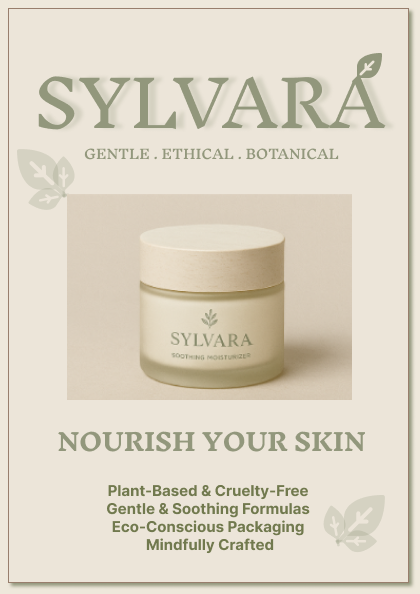 SYLVARA
GENTLE . ETHICAL . BOTANICAL
SYLVARA
SOOTHING MOISTURIZER
NOURISH YOUR SKIN
Plant-Based & Cruelty-Free
Gentle & Soothing Formulas
Eco-Conscious Packaging
Mindfully Crafted